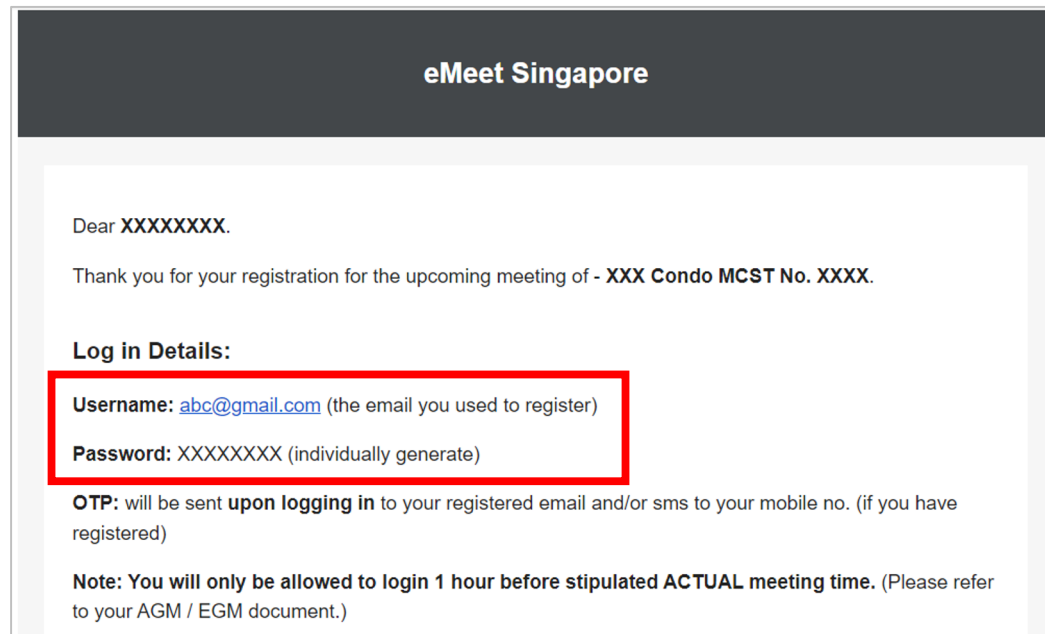 eMeet Singapore
Dear XXXXXXXX.
Thank you for your registration for the upcoming meeting of - XXX Condo MCST No. XXXX.
Log in Details:
Username: abc@gmail.com (the email you used to register)
Password: XXXXXXXX (individually generate)
OTP: will be sent upon logging in to your registered email and/or sms to your mobile no. (if you have
registered)
Note: You will only be allowed to login 1 hour before stipulated ACTUAL meeting time. (Please refer
to your AGM / EGM document.)